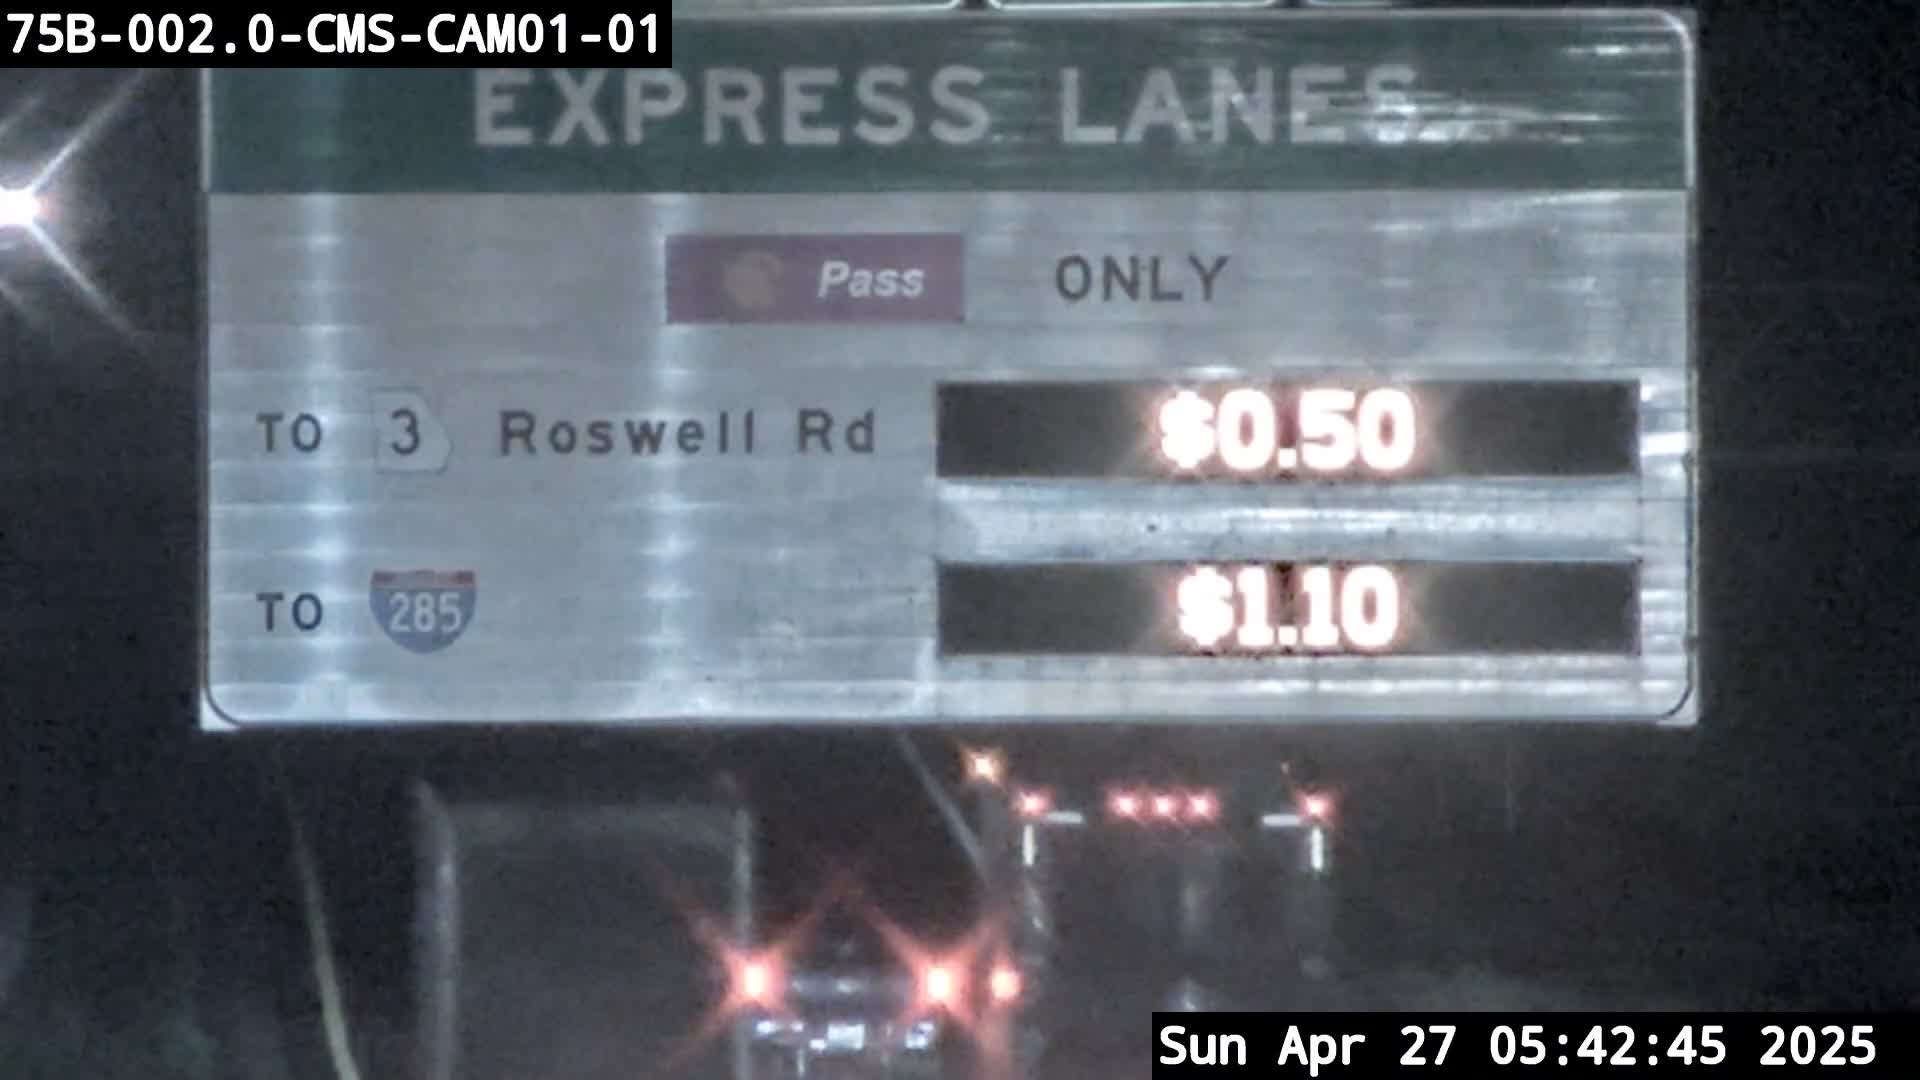 75B-002.0-CMS-CAM01-01
EXPRESS LANES
Pass ONLY
TO 3 Roswell Rd $0.50
TO 285 $1.10
Sun Apr 27 05:42:45 2025